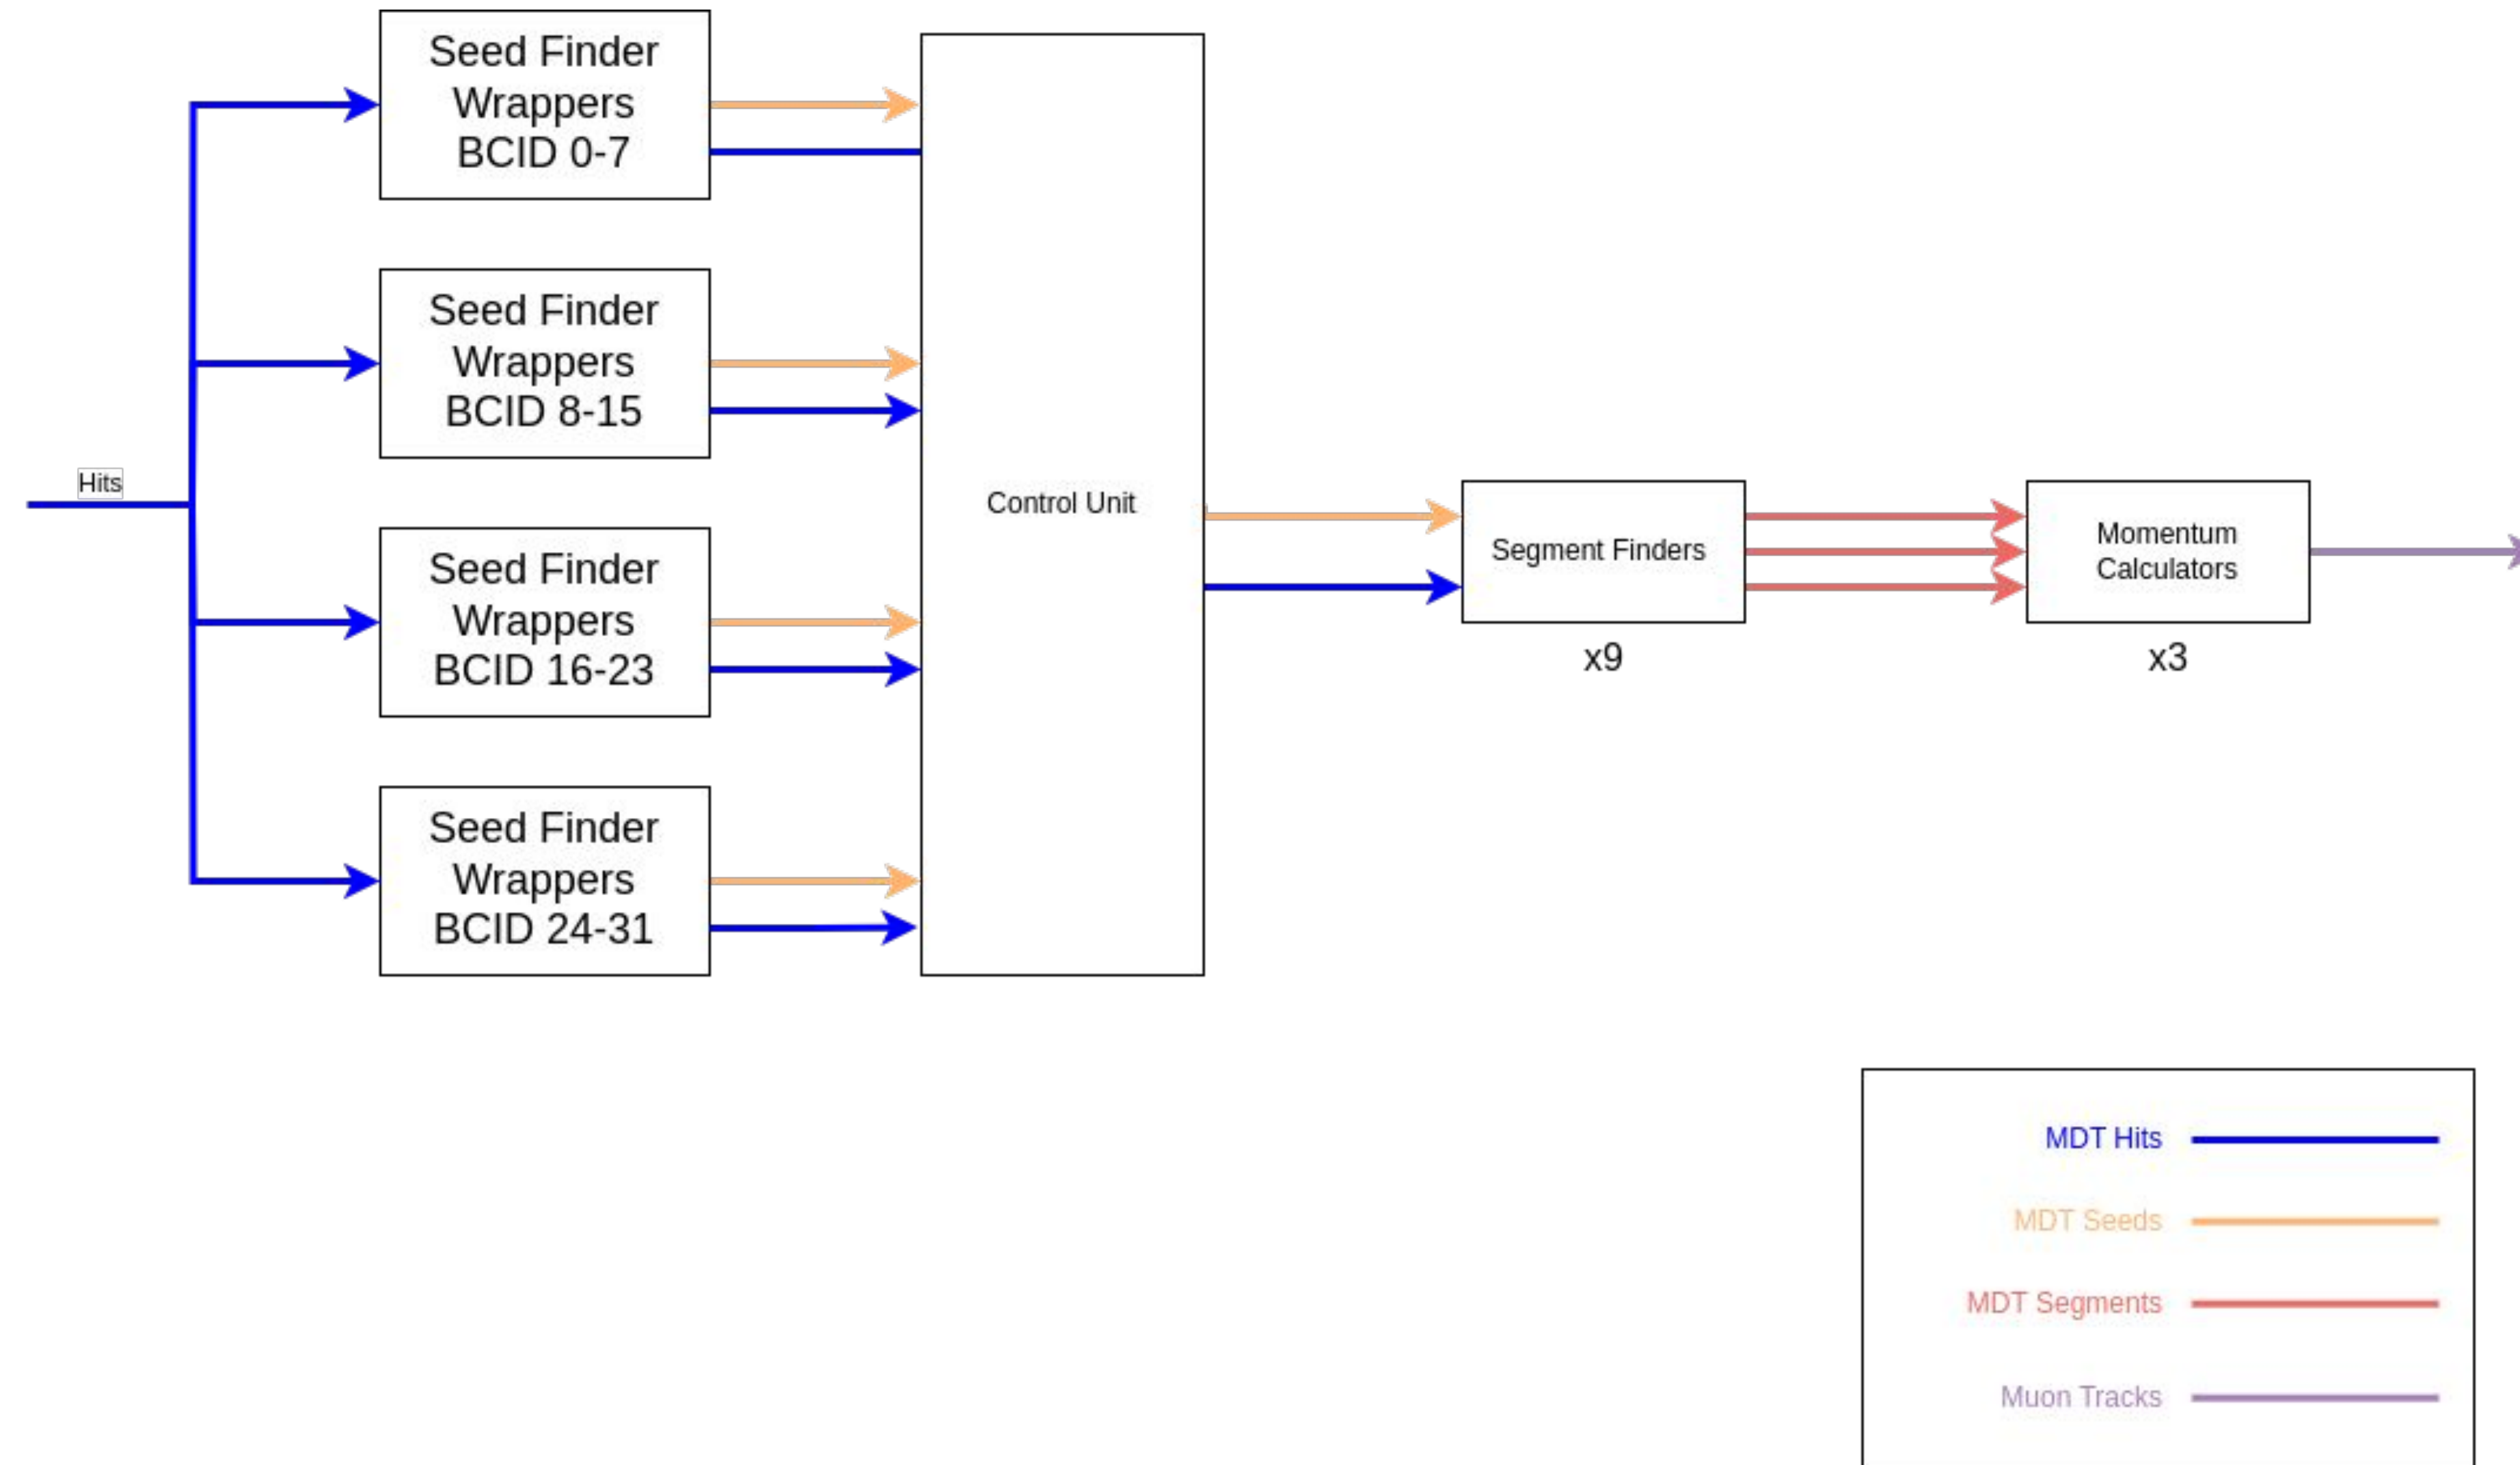 Seed Finder
Wrappers
BCID 0-7
Seed Finder
Wrappers
BCID 8-15
Hits
Seed Finder
Wrappers
BCID 16-23
Seed Finder
Wrappers
BCID 24-31
Control Unit
Segment Finders
x9
Momentum
Calculators
x3
MDT Hits
MDT Seeds
MDT Segments
Muon Tracks